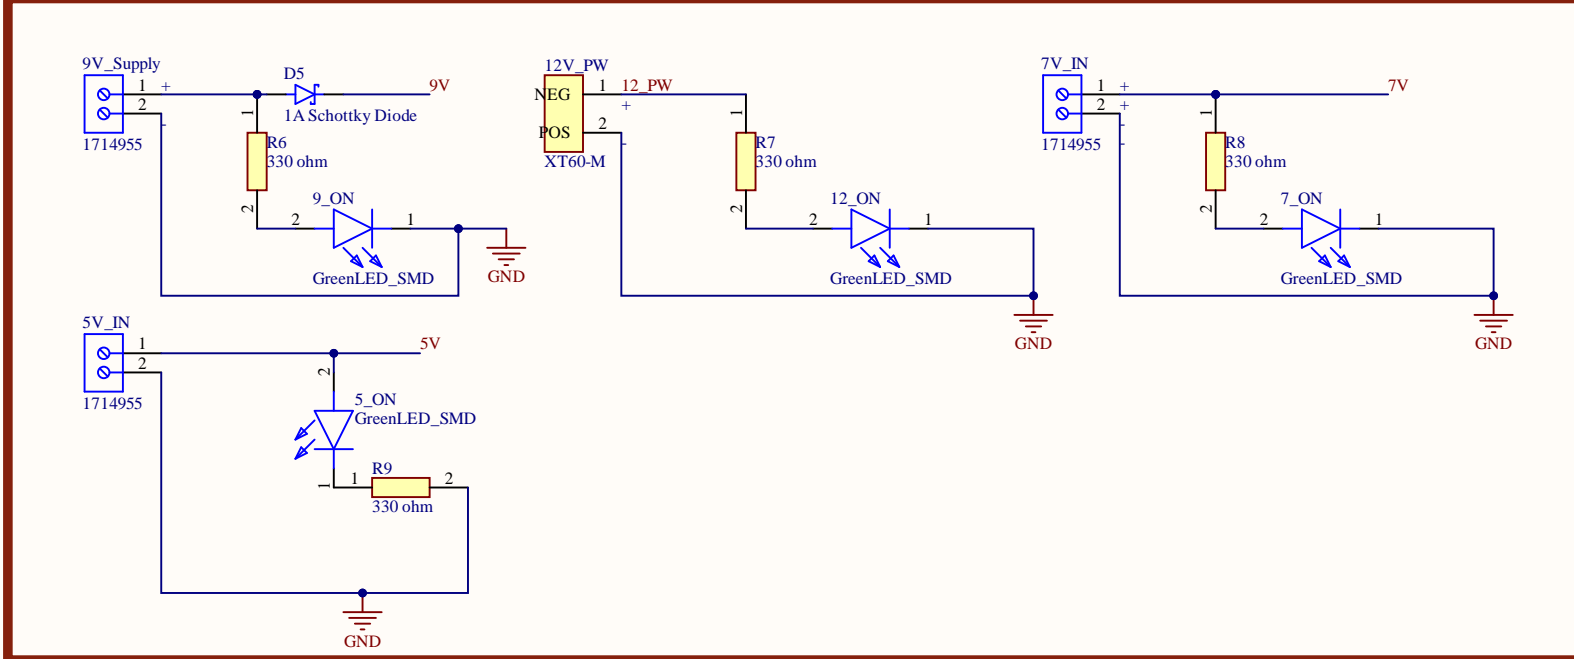 9V_Supply
1 +
2
-
1714955
D5
9V
1A Schottky Diode
1
R6
330 ohm
2
9_ON
2 1
GreenLED_SMD
GND
12V_PW
NEG 1 12_PW
+
POS 2
-
XT60-M
1
R7
330 ohm
2
12_ON
2 1
GreenLED_SMD
GND
7V_IN
1 +
2 +
-
-
1714955
7V
1
R8
330 ohm
2
7_ON
2 1
GreenLED_SMD
GND
5V_IN
1
2
1714955
5V
2
5_ON
GreenLED_SMD
1
R9
1 2
330 ohm
GND